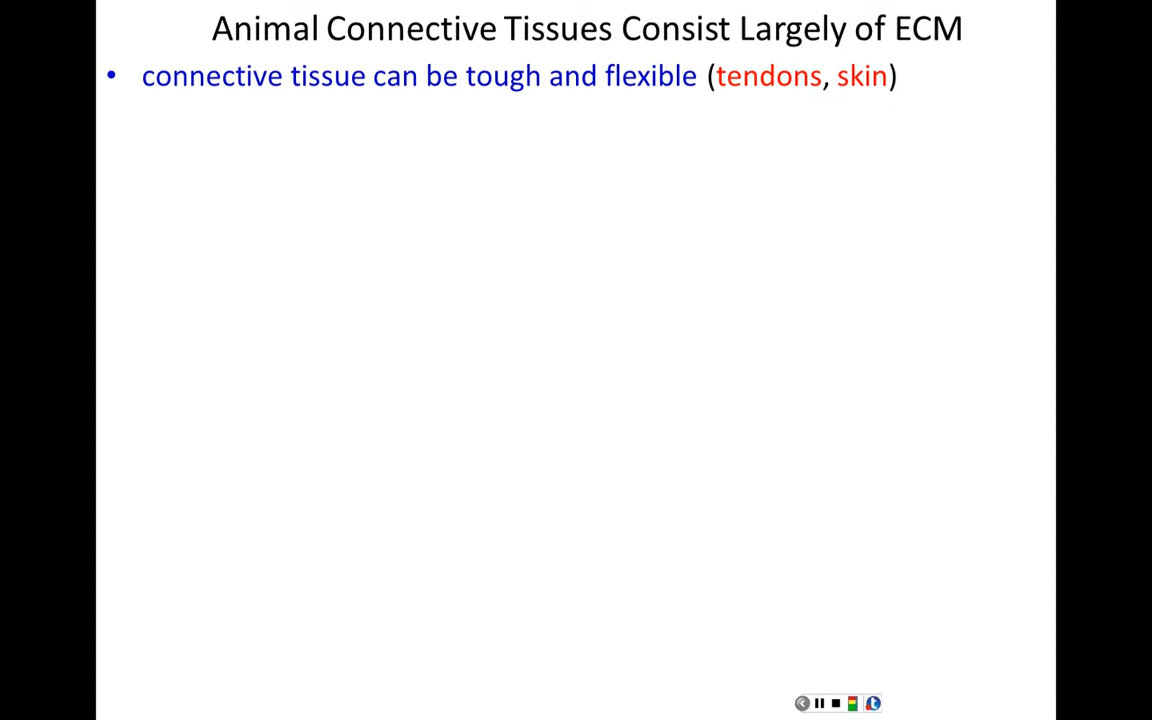 Animal Connective Tissues Consist Largely of ECM
• connective tissue can be tough and flexible (tendons, skin)